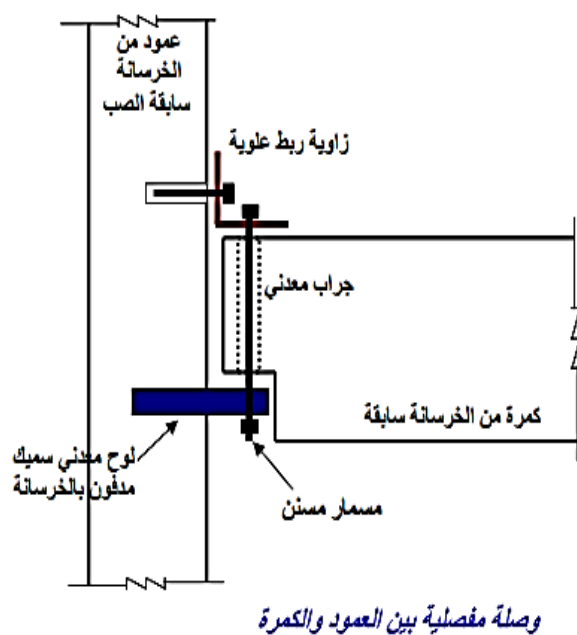 عمود من
الخرسانة
سابقة الصب
زاوية ربط علوية
جراب معدني
كمرة من الخرسانة سابقة
لوح معدني سميك
مدفون بالخرسانة
مسمار مسنن
وصلة مفصلية بين العمود والكمرة